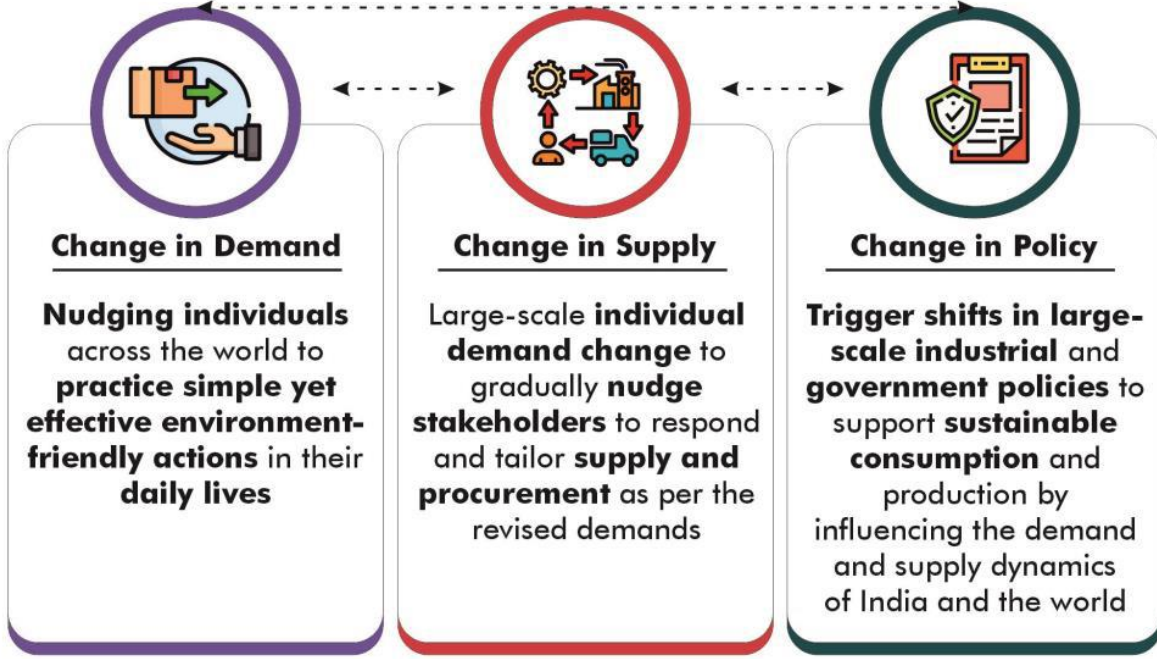 Change in Demand
Nudging individuals
across the world to
practice simple yet
effective environment-
friendly actions in their
daily lives
Change in Supply
Large-scale individual
demand change to
gradually nudge
stakeholders to respond
and tailor supply and
procurement as per the
revised demands
Change in Policy
Trigger shifts in large-
scale industrial and
government policies to
support sustainable
consumption and
production by
influencing the demand
and supply dynamics
of India and the world